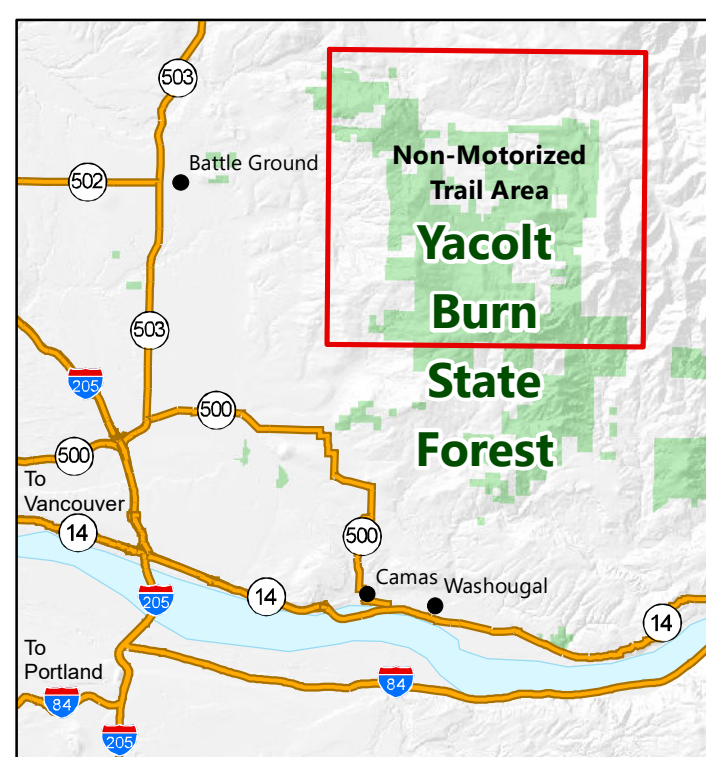 503
Battle Ground
502
Non-Motorized
Trail Area
Yacolt
Burn
State
Forest
503
205
500
500
To
Vancouver
14
500
Camas
Washougal
205
14
14
To
Portland
84
84
205